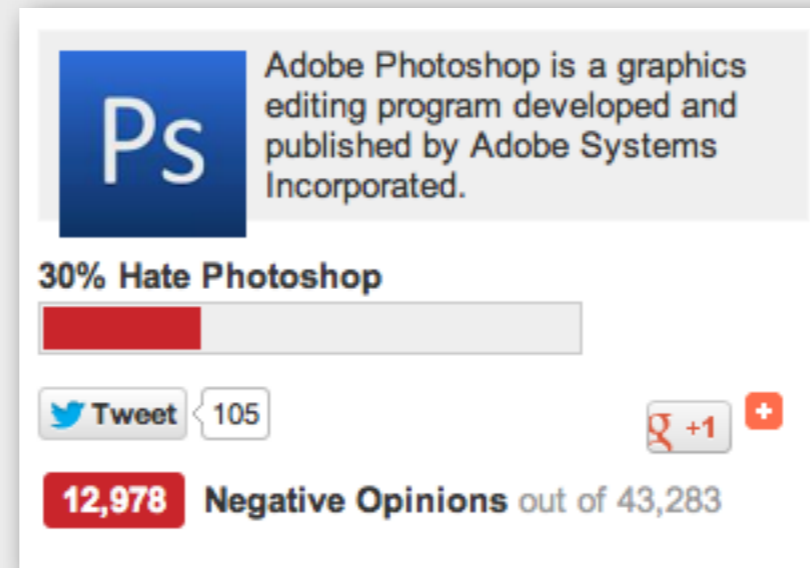 Ps
Adobe Photoshop is a graphics
editing program developed and
published by Adobe Systems
Incorporated.
30% Hate Photoshop
Tweet 105
g +1 +
12,978 Negative Opinions out of 43,283